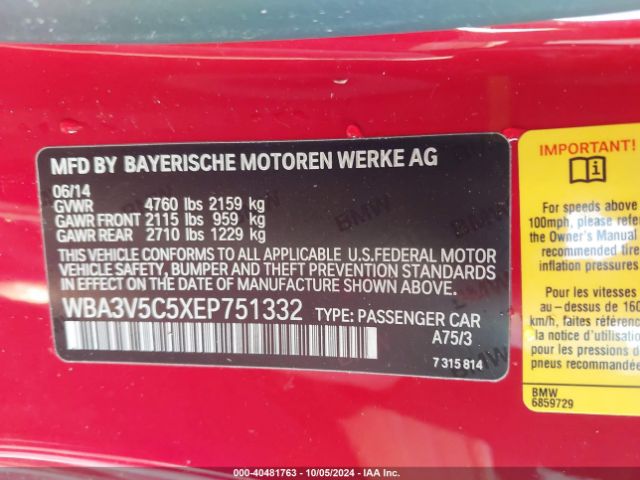 MFD BY BAYERISCHE MOTOREN WERKE AG
06/14
GVWR 4760 lbs 2159 kg
GAWR FRONT 2115 lbs 959 kg
GAWR REAR 2710 lbs 1229 kg
THIS VEHICLE CONFORMS TO ALL APPLICABLE U.S.FEDERAL MOTOR
VEHICLE SAFETY, BUMPER AND THEFT PREVENTION STANDARDS
IN EFFECT ON THE DATE OF MANUFACTURE SHOWN ABOVE.
WBA3V5C5XEP751332 TYPE: PASSENGER CAR
A75/3
7 315 814
IMPORTANT!
For speeds above
100mph, please refe
the Owner's Manual
recommended tire
inflation pressures
Pour les vitesses
au-dessus de 160
km/h, faites référenc
la notice d'utilisation
pour les pressions de
pneus recommandé
BMW
6859729
00-40481763 - 10/05/2024 - IAA Inc.